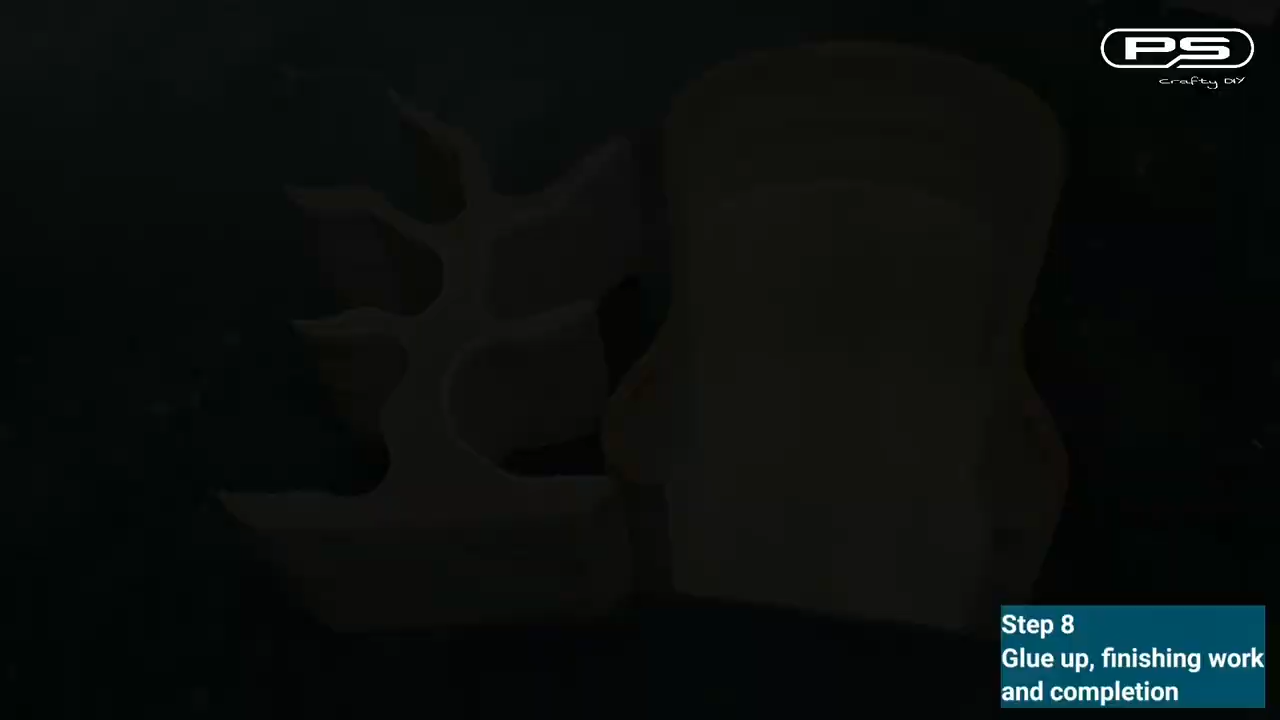 PS
Crafty DIY
Step 8
Glue up, finishing work
and completion